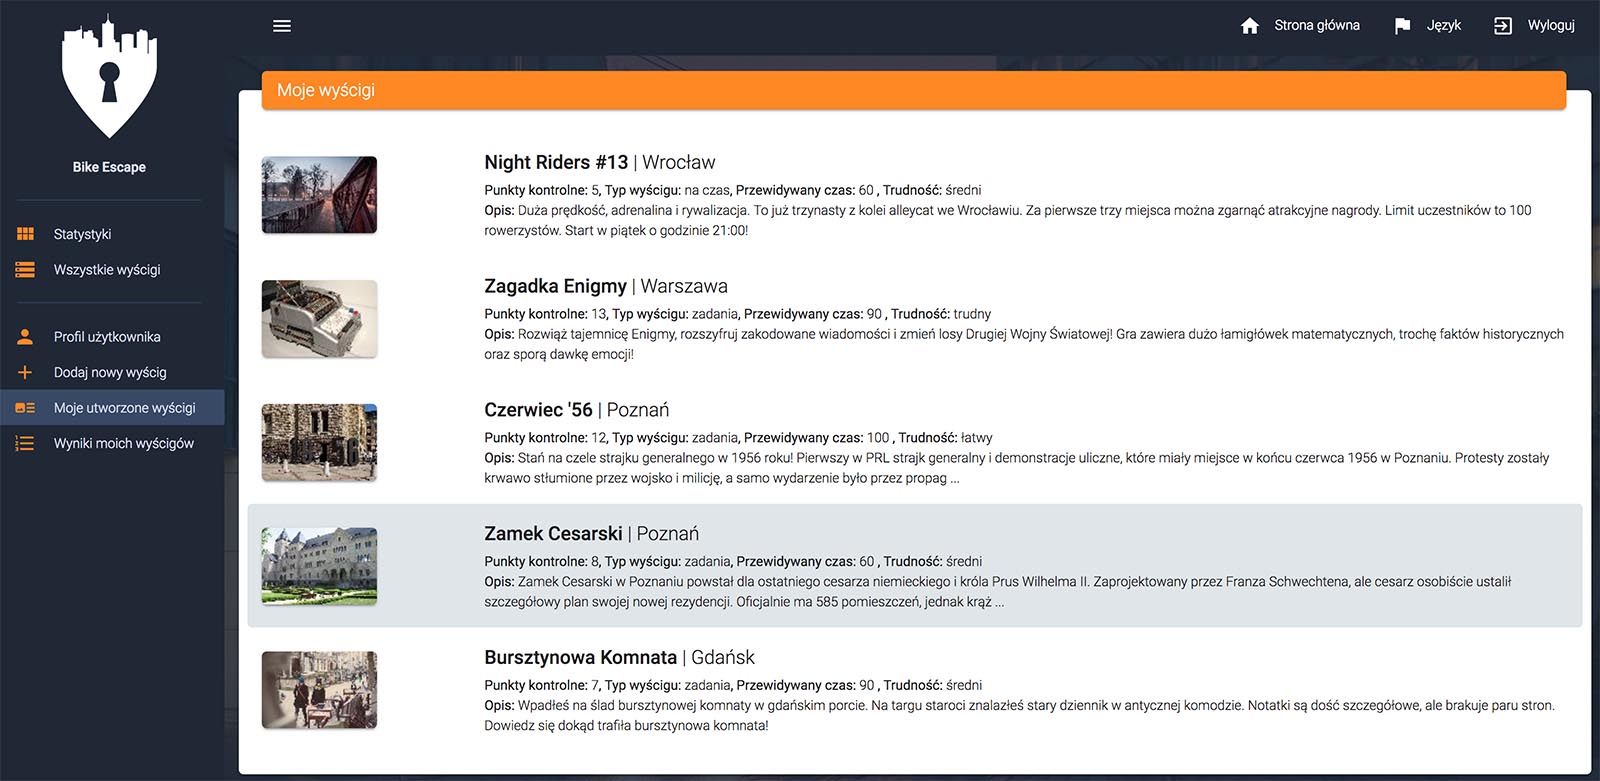 Bike Escape
Statystyki
Wszystkie wyścigi
Profil użytkownika
Dodaj nowy wyścig
Moje utworzone wyścigi
Wyniki moich wyścigów
Strona główna
Język
Wyloguj
Moje wyścigi
Night Riders #13 | Wrocław
Punkty kontrolne: 5, Typ wyścigu: na czas, Przewidywany czas: 60 , Trudność: średni
Opis: Duża prędkość, adrenalina i rywalizacja. To już trzynasty z kolei alleycat we Wrocławiu. Za pierwsze trzy miejsca można zgarnąć atrakcyjne nagrody. Limit uczestników to 100
rowerzystów. Start w piątek o godzinie 21:00!
Zagadka Enigmy | Warszawa
Punkty kontrolne: 13, Typ wyścigu: zadania, Przewidywany czas: 90 , Trudność: trudny
Opis: Rozwiąż tajemnicę Enigmy, rozszyfruj zakodowane wiadomości i zmień losy Drugiej Wojny Światowej! Gra zawiera dużo łamigłówek matematycznych, trochę faktów historycznych
oraz sporą dawkę emocji!
Czerwiec '56 | Poznań
Punkty kontrolne: 12, Typ wyścigu: zadania, Przewidywany czas: 100 , Trudność: łatwy
Opis: Stań na czele strajku generalnego w 1956 roku! Pierwszy w PRL strajk generalny i demonstracje uliczne, które miały miejsce w końcu czerwca 1956 w Poznaniu. Protesty zostały
krwawo stłumione przez wojsko i milicję, a samo wydarzenie było przez propag ...
Zamek Cesarski | Poznań
Punkty kontrolne: 8, Typ wyścigu: zadania, Przewidywany czas: 60 , Trudność: średni
Opis: Zamek Cesarski w Poznaniu powstał dla ostatniego cesarza niemieckiego i króla Prus Wilhelma II. Zaprojektowany przez Franza Schwechtena, ale cesarz osobiście ustalił
szczegółowy plan swojej nowej rezydencji. Oficjalnie ma 585 pomieszczeń, jednak krąż ...
Bursztynowa Komnata | Gdańsk
Punkty kontrolne: 7, Typ wyścigu: zadania, Przewidywany czas: 90 , Trudność: średni
Opis: Wpadłeś na ślad bursztynowej komnaty w gdańskim porcie. Na targu staroci znalazłeś stary dziennik w antycznej komodzie. Notatki są dość szczegółowe, ale brakuje paru stron.
Dowiedz się dokąd trafiła bursztynowa komnata!